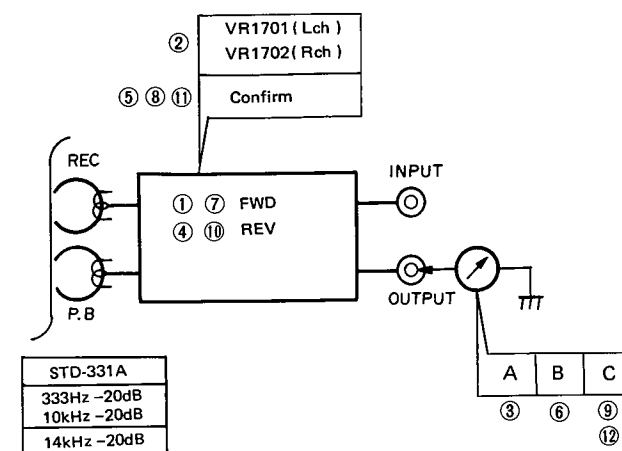 ② VR1701 ( Lch )
VR1702 ( Rch )
⑤ ⑧ ⑪ Confirm
REC
INPUT
① ⑦ FWD
④ ⑩ REV
OUTPUT
P.B
STD-331A
333Hz –20dB
10kHz –20dB
14kHz –20dB
A B C
③ ⑥ ⑨
⑫